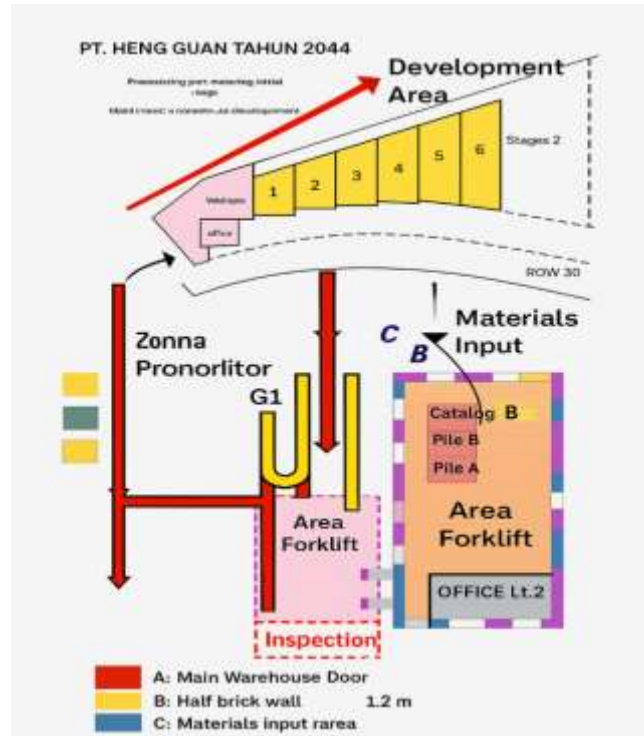 PT. HENG GUAN TAHUN 2044
Development
Area
Stages 2
1
2
3
4
5
6
office
ROW 30
Materials
Input
C
B
Zonna
Pronorlitor
G1
Catalog B
Pile B
Pile A
Area
Forklift
Area
Forklift
OFFICE Lt.2
Inspection
A: Main Warehouse Door
B: Half brick wall 1.2 m
C: Materials input rarea